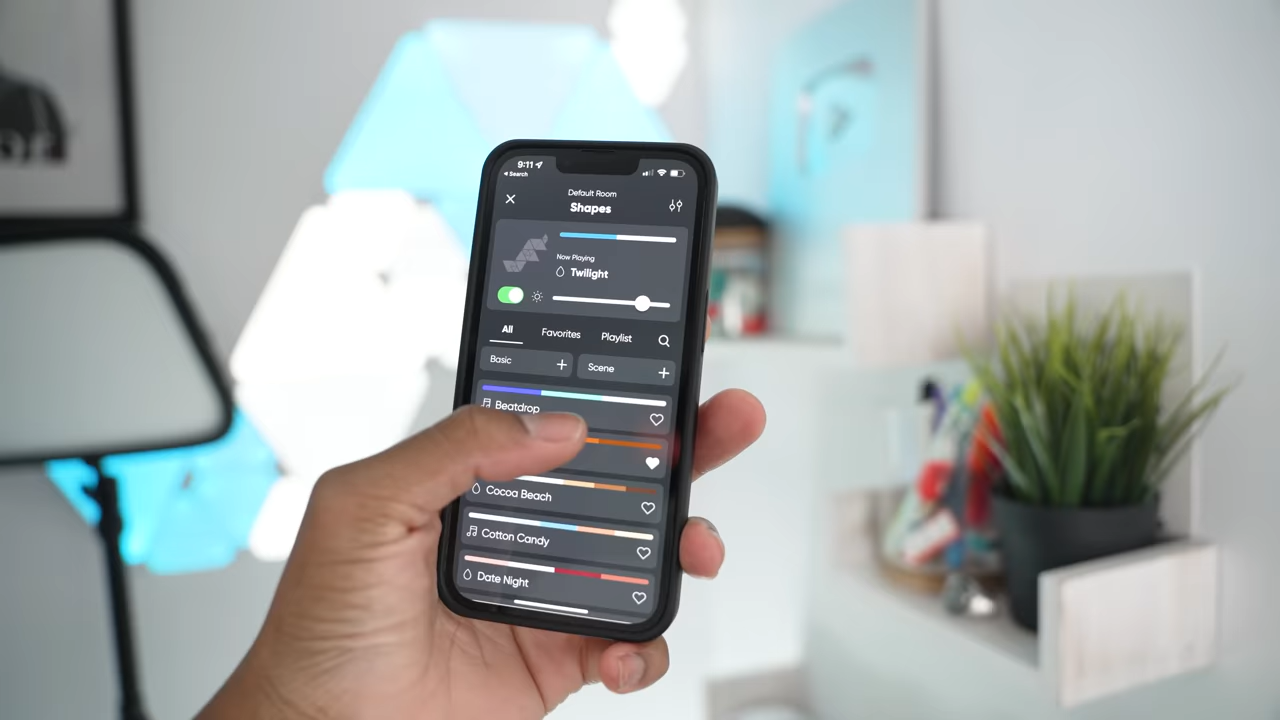 9:11
Search
Default Room
Shapes
Now Playing
Twilight
All Favorites Playlist
Basic + Scene +
Beatdrop
Cocoa Beach
Cotton Candy
Date Night